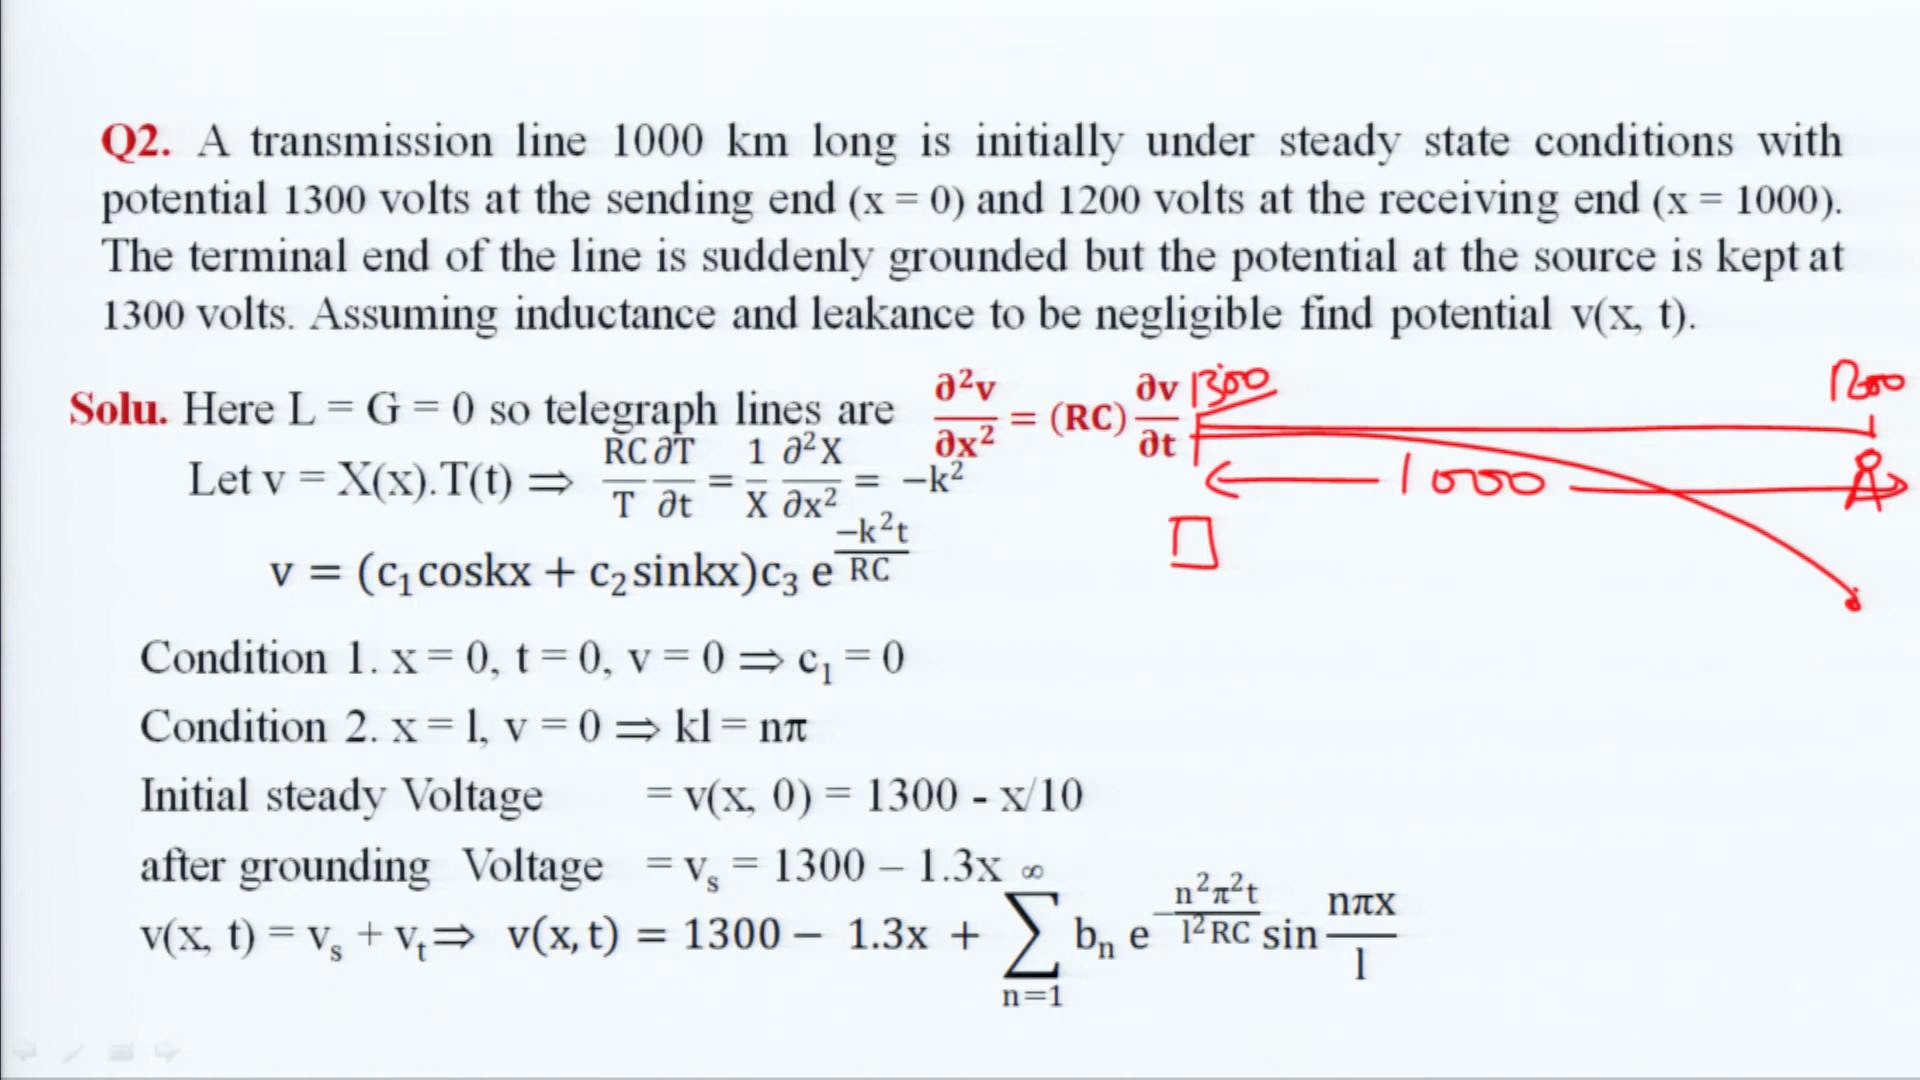 Q2. A transmission line 1000 km long is initially under steady state conditions with
potential 1300 volts at the sending end (x = 0) and 1200 volts at the receiving end (x = 1000).
The terminal end of the line is suddenly grounded but the potential at the source is kept at
1300 volts. Assuming inductance and leakance to be negligible find potential v(x, t).
Solu. Here L = G = 0 so telegraph lines are ∂²v/∂x² = (RC) ∂v/∂t
1300
1200
1000
Let v = X(x).T(t) ⇒ RC/T ∂T/∂t = 1/X ∂²X/∂x² = −k²
v = (c₁coskx + c₂sinkx)c₃ e^(−k²t/RC)
Condition 1. x = 0, t = 0, v = 0 ⇒ c₁ = 0
Condition 2. x = l, v = 0 ⇒ kl = nπ
Initial steady Voltage = v(x, 0) = 1300 - x/10
after grounding Voltage = vₛ = 1300 – 1.3x
v(x, t) = vₛ + vₜ ⇒ v(x, t) = 1300 − 1.3x + ∑_(n=1)^∞ bₙ e^(−n²π²t/l²RC) sin nπx/l